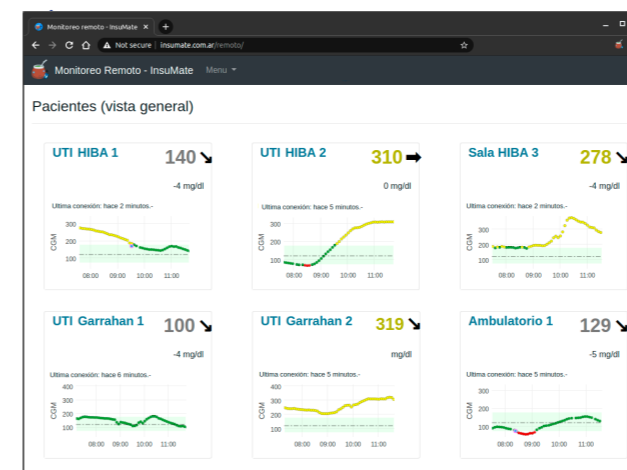 Monitoreo remoto - InsuMate
Not secure | insumate.com.ar/remoto/
Monitoreo Remoto - InsuMate Menu
Pacientes (vista general)
UTI HIBA 1 140
-4 mg/dl
Ultima conexión: hace 2 minutos.-
CGM
300
200
100
08:00 09:00 10:00 11:00
UTI HIBA 2 310
0 mg/dl
Ultima conexión: hace 5 minutos.-
CGM
300
200
100
08:00 09:00 10:00 11:00
Sala HIBA 3 278
-4 mg/dl
Ultima conexión: hace 2 minutos.-
CGM
300
200
100
08:00 09:00 10:00 11:00
UTI Garrahan 1 100
-4 mg/dl
Ultima conexión: hace 6 minutos.-
CGM
400
300
200
100
08:00 09:00 10:00 11:00
UTI Garrahan 2 319
mg/dl
Ultima conexión: hace 5 minutos.-
CGM
400
300
200
100
08:00 09:00 10:00 11:00
Ambulatorio 1 129
-5 mg/dl
Ultima conexión: hace 5 minutos.-
CGM
300
200
100
08:00 09:00 10:00 11:00